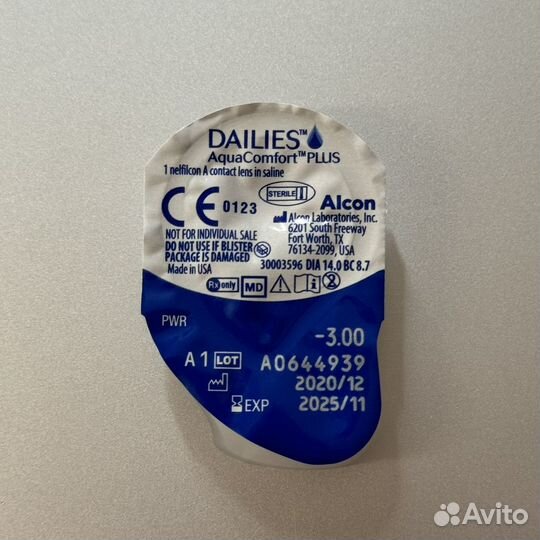 DAILIES™
AquaComfort™ PLUS
1 nelfilcon A contact lens in saline
CE 0123
STERILE
Alcon
Alcon Laboratories, Inc.
6201 South Freeway
Fort Worth, TX
76134-2099, USA
NOT FOR INDIVIDUAL SALE
DO NOT USE IF BLISTER
PACKAGE IS DAMAGED
Made in USA
30003596 DIA 14.0 BC 8.7
Rx only MD
PWR -3.00
A 1 LOT A0644939
2020/12
EXP 2025/11
Avito